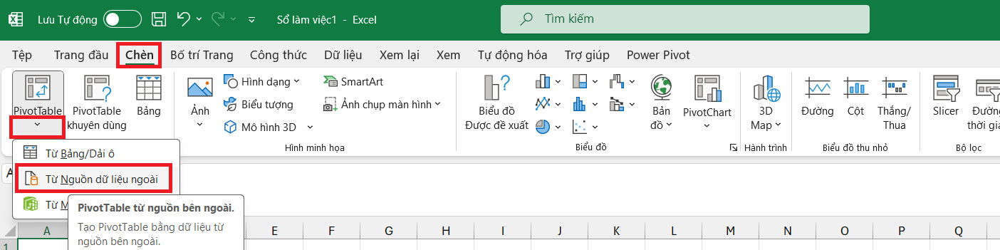 Lưu Tự động
Sổ làm việc1 - Excel
Tìm kiếm
Tệp Trang đầu Chèn Bố trí Trang Công thức Dữ liệu Xem lại Xem Tự động hóa Trợ giúp Power Pivot
PivotTable
PivotTable
khuyên dùng
Bảng
Ảnh
Hình dạng
Biểu tượng
Mô hình 3D
SmartArt
Ảnh chụp màn hình
Hình minh họa
Biểu đồ
Được đề xuất
Bản
đồ
PivotChart
Biểu đồ
3D
Map
Hành trình
Đường
Cột
Thắng/
Thua
Biểu đồ thu nhỏ
Slicer
Đường
thời gia
Bộ lọc
Từ Bảng/Dải ô
Từ Nguồn dữ liệu ngoài
Từ M
PivotTable từ nguồn bên ngoài.
Tạo PivotTable bằng dữ liệu từ
nguồn bên ngoài.
A
A E F G H I J K L M N O P Q
1